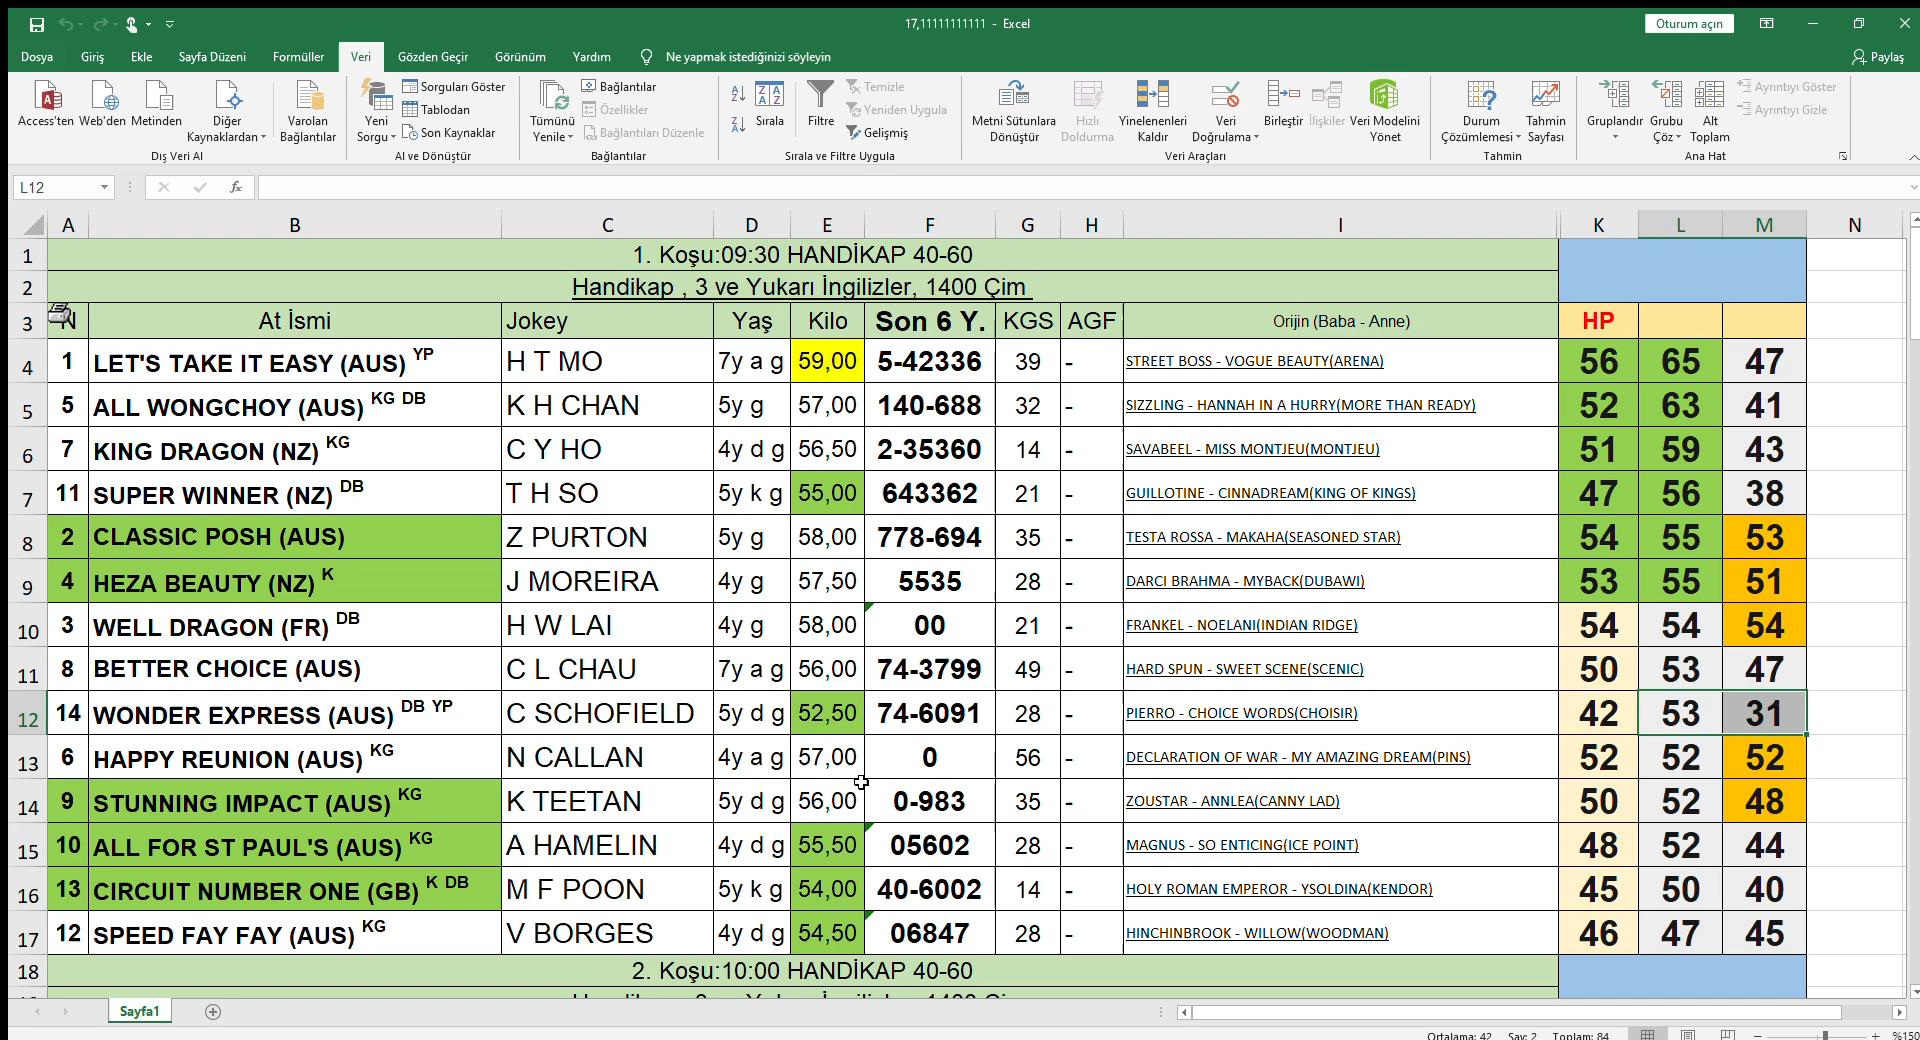 17,11111111111 - Excel
Oturum açın
Dosya Giriş Ekle Sayfa Düzeni Formüller Veri Gözden Geçir Görünüm Yardım Ne yapmak istediğinizi söyleyin Paylaş
Access'ten Web'den Metinden Diğer Kaynaklardan Varolan Bağlantılar
Dış Veri Al
Yeni Sorgu Sorguları Göster Tablodan Son Kaynaklar
Al ve Dönüştür
Tümünü Yenile Bağlantılar Özellikler Bağlantıları Düzenle
Bağlantılar
Sırala Filtre Temizle Yeniden Uygula Gelişmiş
Sırala ve Filtre Uygula
Metni Sütunlara Dönüştür Hızlı Doldurma Yinelenenleri Kaldır Veri Doğrulama Birleştir İlişkiler Veri Modelini Yönet
Veri Araçları
Durum Çözümlemesi Tahmin Sayfası
Tahmin
Gruplandır Grubu Çöz Alt Toplam Ayrıntıyı Göster Ayrıntıyı Gizle
Ana Hat
L12 fx
A B C D E F G H I K L M N
1 1. Koşu:09:30 HANDİKAP 40-60
2 Handikap , 3 ve Yukarı İngilizler, 1400 Çim
3 N At İsmi Jokey Yaş Kilo Son 6 Y. KGS AGF Orijin (Baba - Anne) HP
4 1 LET'S TAKE IT EASY (AUS) YP H T MO 7y a g 59,00 5-42336 39 - STREET BOSS - VOGUE BEAUTY(ARENA) 56 65 47
5 5 ALL WONGCHOY (AUS) KG DB K H CHAN 5y g 57,00 140-688 32 - SIZZLING - HANNAH IN A HURRY(MORE THAN READY) 52 63 41
6 7 KING DRAGON (NZ) KG C Y HO 4y d g 56,50 2-35360 14 - SAVABEEL - MISS MONTJEU(MONTJEU) 51 59 43
7 11 SUPER WINNER (NZ) DB T H SO 5y k g 55,00 643362 21 - GUILLOTINE - CINNADREAM(KING OF KINGS) 47 56 38
8 2 CLASSIC POSH (AUS) Z PURTON 5y g 58,00 778-694 35 - TESTA ROSSA - MAKAHA(SEASONED STAR) 54 55 53
9 4 HEZA BEAUTY (NZ) K J MOREIRA 4y g 57,50 5535 28 - DARCI BRAHMA - MYBACK(DUBAWI) 53 55 51
10 3 WELL DRAGON (FR) DB H W LAI 4y g 58,00 00 21 - FRANKEL - NOELANI(INDIAN RIDGE) 54 54 54
11 8 BETTER CHOICE (AUS) C L CHAU 7y a g 56,00 74-3799 49 - HARD SPUN - SWEET SCENE(SCENIC) 50 53 47
12 14 WONDER EXPRESS (AUS) DB YP C SCHOFIELD 5y d g 52,50 74-6091 28 - PIERRO - CHOICE WORDS(CHOISIR) 42 53 31
13 6 HAPPY REUNION (AUS) KG N CALLAN 4y a g 57,00 0 56 - DECLARATION OF WAR - MY AMAZING DREAM(PINS) 52 52 52
14 9 STUNNING IMPACT (AUS) KG K TEETAN 5y d g 56,00 0-983 35 - ZOUSTAR - ANNLEA(CANNY LAD) 50 52 48
15 10 ALL FOR ST PAUL'S (AUS) KG A HAMELIN 4y d g 55,50 05602 28 - MAGNUS - SO ENTICING(ICE POINT) 48 52 44
16 13 CIRCUIT NUMBER ONE (GB) K DB M F POON 5y k g 54,00 40-6002 14 - HOLY ROMAN EMPEROR - YSOLDINA(KENDOR) 45 50 40
17 12 SPEED FAY FAY (AUS) KG V BORGES 4y d g 54,50 06847 28 - HINCHINBROOK - WILLOW(WOODMAN) 46 47 45
18 2. Koşu:10:00 HANDİKAP 40-60
Sayfa1
Ortalama: 42 Say: 2 Toplam: 84 %150